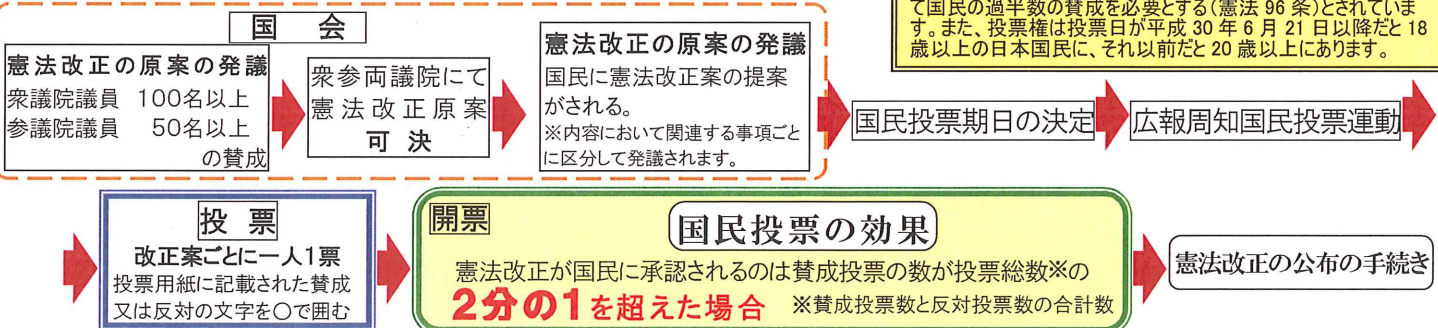 国　会
憲法改正の原案の発議
衆議院議員　100名以上
参議院議員　 50名以上
の賛成
衆参両議院にて
憲法改正原案
可　決
憲法改正の原案の発議
国民に憲法改正案の提案
がされる。
※内容において関連する事項ごと
に区分して発議されます。
て国民の過半数の賛成を必要とする(憲法 96 条)とされていま
す。また、投票権は投票日が平成 30 年 6 月 21 日以降だと 18
歳以上の日本国民に、それ以前だと 20 歳以上にあります。
国民投票期日の決定
広報周知国民投票運動
投　票
改正案ごとに一人1票
投票用紙に記載された賛成
又は反対の文字を○で囲む
開票
国民投票の効果
憲法改正が国民に承認されるのは賛成投票の数が投票総数※の
2分の1を超えた場合　※賛成投票数と反対投票数の合計数
憲法改正の公布の手続き